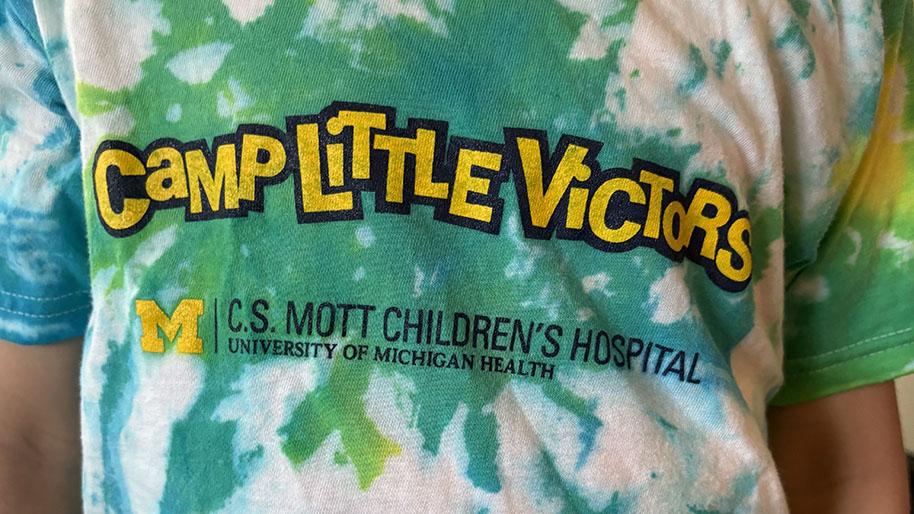 CAMP LITTLE VICTORS
M
C.S. MOTT CHILDREN'S HOSPITAL
UNIVERSITY OF MICHIGAN HEALTH